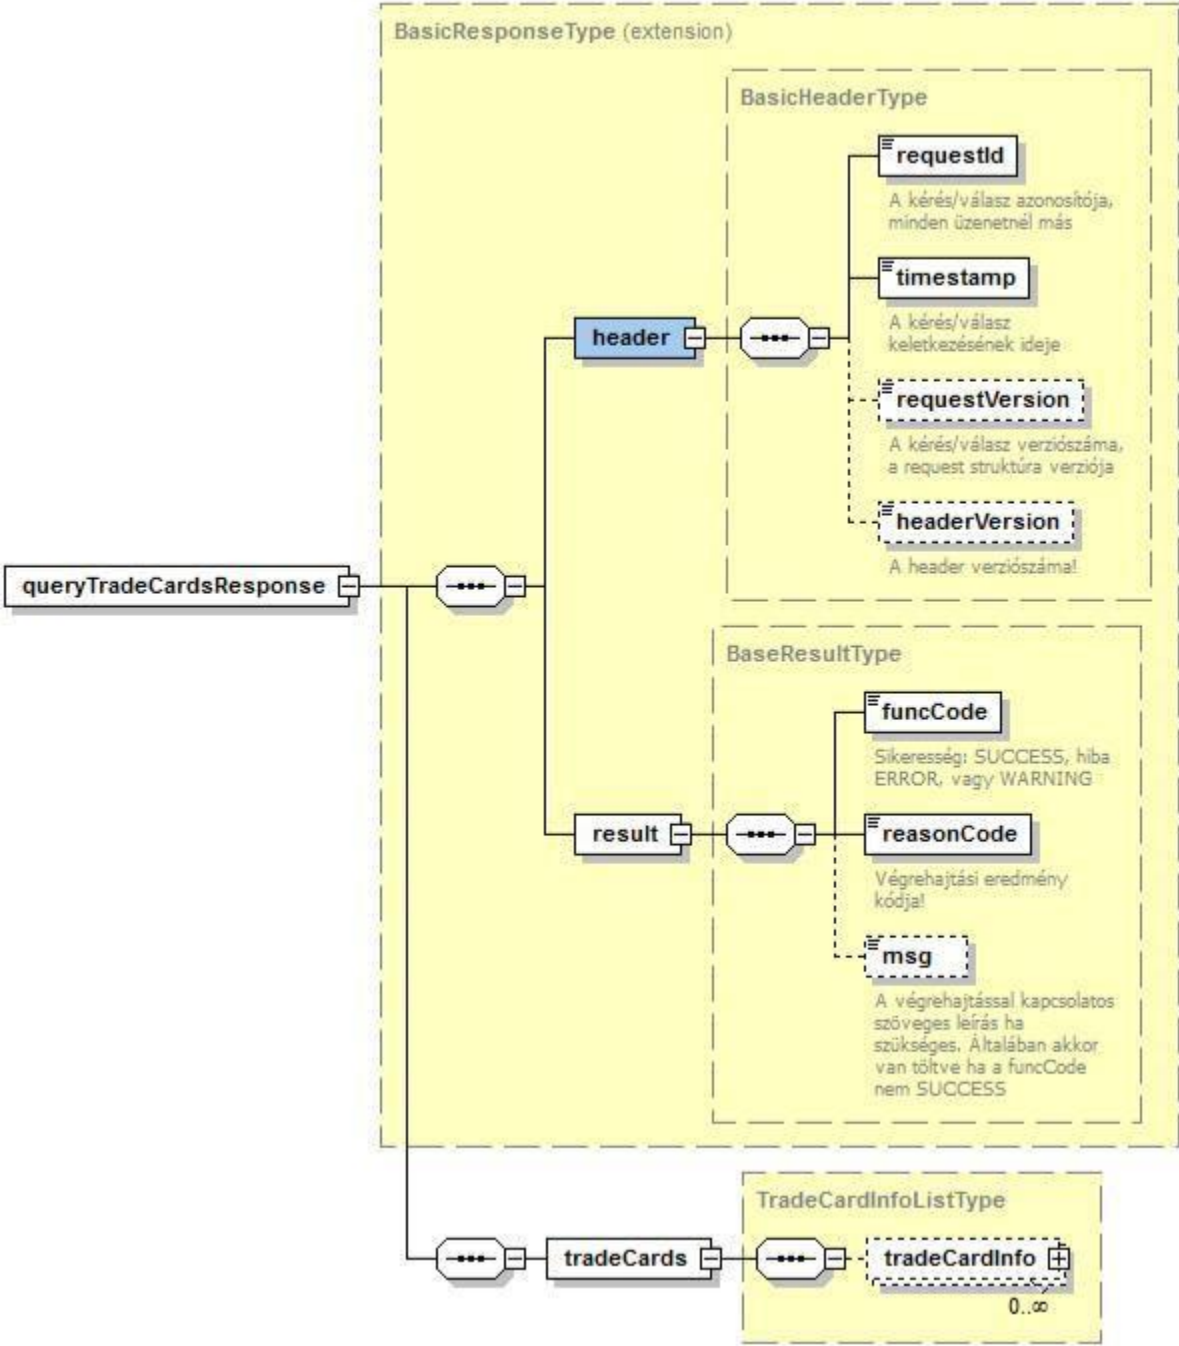 BasicResponseType (extension)
BasicHeaderType
requestId
A kérés/válasz azonosítója,
minden üzenetnél más
timestamp
A kérés/válasz
keletkezésének ideje
header
requestVersion
A kérés/válasz verziószáma,
a request struktúra verziója
headerVersion
A header verziószáma!
queryTradeCardsResponse
BaseResultType
funcCode
Sikeresség: SUCCESS, hiba
ERROR, vagy WARNING
result
reasonCode
Végrehajtási eredmény
kódja!
msg
A végrehajtással kapcsolatos
szöveges leírás ha
szükséges. Általában akkor
van töltve ha a funcCode
nem SUCCESS
TradeCardInfoListType
tradeCards
tradeCardInfo
0..∞